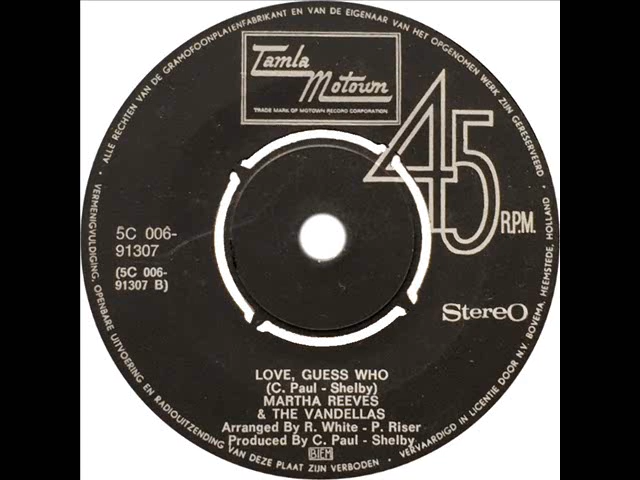 ALLE RECHTEN VAN DE GRAMOFOONPLATENFABRIKANT EN VAN DE EIGENAAR VAN HET OPGENOMEN WERK ZIJN GERESERVEERD
Tamla
Motown
TRADE MARK OF MOTOWN RECORD CORPORATION
45
R.P.M.
5C 006-
91307
(5C 006-
91307 B)
StereO
LOVE, GUESS WHO
(C. Paul - Shelby)
MARTHA REEVES
& THE VANDELLAS
Arranged By R. White - P. Riser
Produced By C. Paul - Shelby
BIEM
VERMENIGVULDIGING, OPENBARE UITVOERING EN RADIOUITZENDING VAN DEZE PLAAT ZIJN VERBODEN • VERVAARDIGD IN LICENTIE DOOR N.V. BOVEMA, HEEMSTEDE, HOLLAND